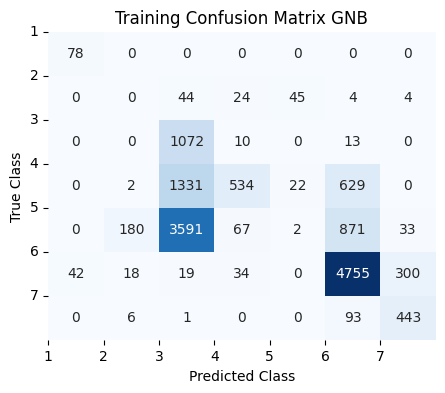 Training Confusion Matrix GNB
1
78 0 0 0 0 0 0
2
0 0 44 24 45 4 4
3
0 0 1072 10 0 13 0
4
0 2 1331 534 22 629 0
5
0 180 3591 67 2 871 33
6
42 18 19 34 0 4755 300
7
0 6 1 0 0 93 443
True Class
1 2 3 4 5 6 7
Predicted Class